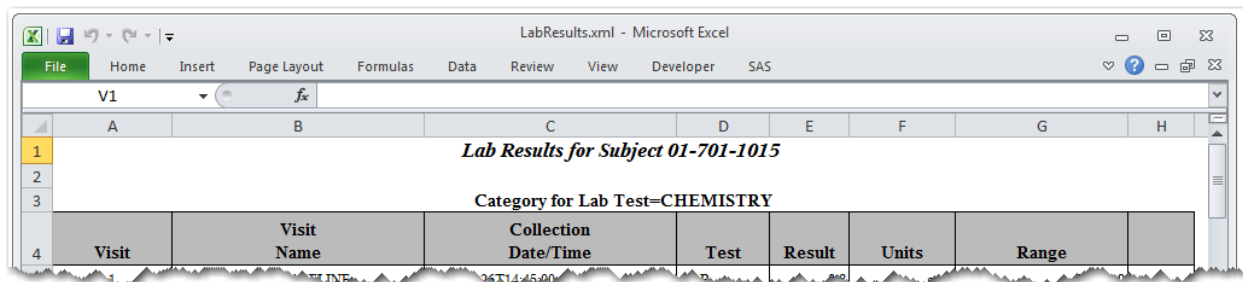 LabResults.xml - Microsoft Excel
File Home Insert Page Layout Formulas Data Review View Developer SAS
V1 fx
A B C D E F G H
1 Lab Results for Subject 01-701-1015
2
3 Category for Lab Test=CHEMISTRY
Visit Collection
4 Visit Name Date/Time Test Result Units Range